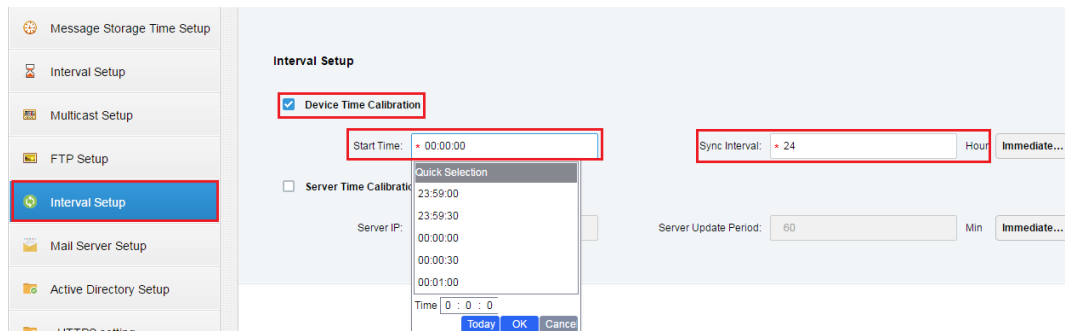 Message Storage Time Setup
Interval Setup
Multicast Setup
FTP Setup
Interval Setup
Mail Server Setup
Active Directory Setup
Interval Setup
Device Time Calibration
Start Time: * 00:00:00
Sync Interval: * 24 Hour Immediate...
Quick Selection
23:59:00
23:59:30
00:00:00
00:00:30
00:01:00
Time 0 : 0 : 0
Today OK Cance
Server Time Calibratio
Server IP:
Server Update Period: 60 Min Immediate...